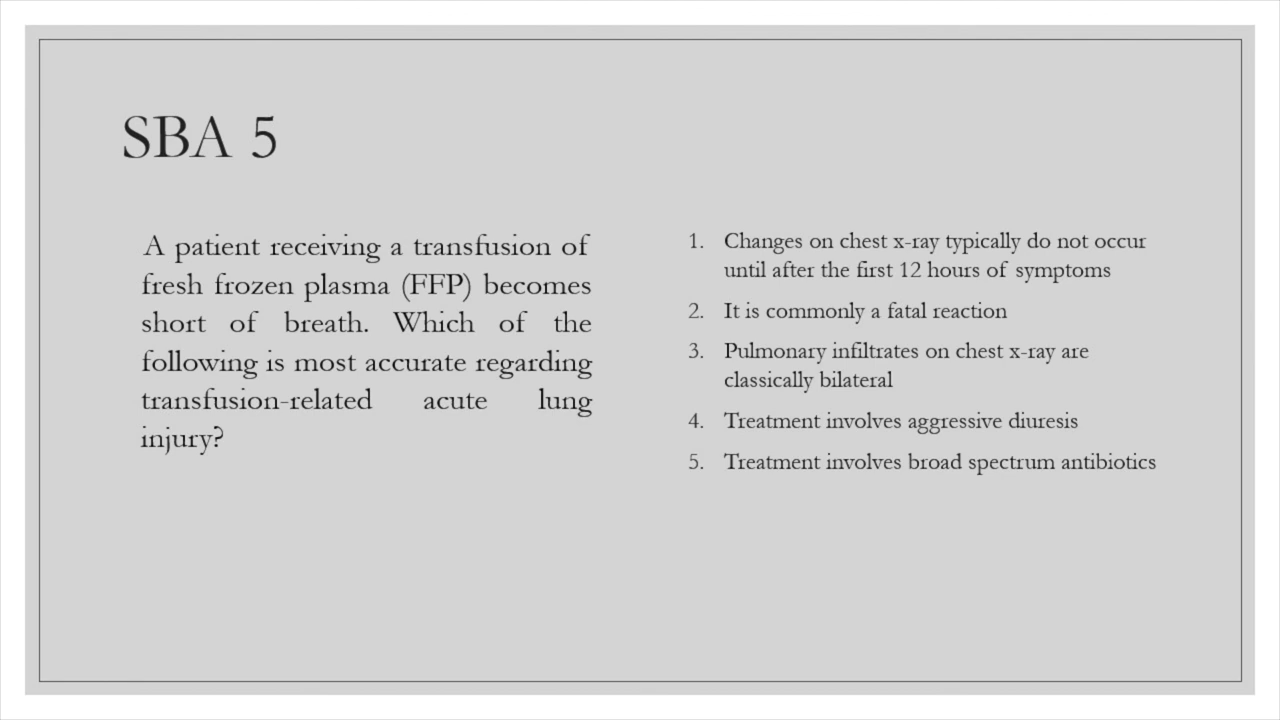 SBA 5
A patient receiving a transfusion of
fresh frozen plasma (FFP) becomes
short of breath. Which of the
following is most accurate regarding
transfusion-related acute lung
injury?
1. Changes on chest x-ray typically do not occur
until after the first 12 hours of symptoms
2. It is commonly a fatal reaction
3. Pulmonary infiltrates on chest x-ray are
classically bilateral
4. Treatment involves aggressive diuresis
5. Treatment involves broad spectrum antibiotics